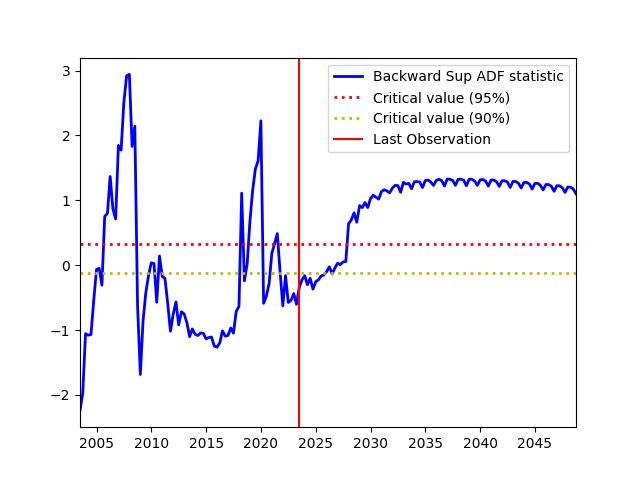 Backward Sup ADF statistic
Critical value (95%)
Critical value (90%)
Last Observation
3
2
1
0
−1
−2
2005 2010 2015 2020 2025 2030 2035 2040 2045